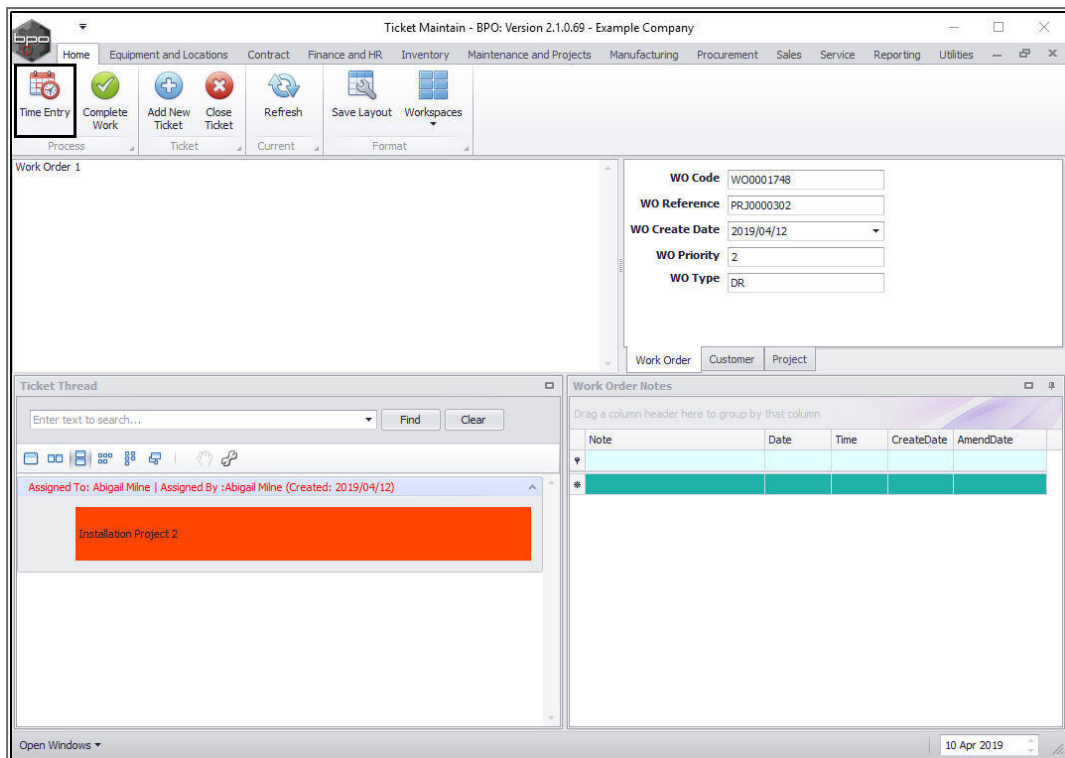 Ticket Maintain - BPO: Version 2.1.0.69 - Example Company
bpo
Home Equipment and Locations Contract Finance and HR Inventory Maintenance and Projects Manufacturing Procurement Sales Service Reporting Utilities
Time Entry
Complete Work
Add New Ticket
Close Ticket
Refresh
Save Layout
Workspaces
Process Ticket Current Format
Work Order 1
WO Code WO0001748
WO Reference PRJ0000302
WO Create Date 2019/04/12
WO Priority 2
WO Type DR
Work Order Customer Project
Ticket Thread
Enter text to search... Find Clear
Assigned To: Abigail Milne | Assigned By :Abigail Milne (Created: 2019/04/12)
Installation Project 2
Work Order Notes
Drag a column header here to group by that column
Note Date Time CreateDate AmendDate
Open Windows 10 Apr 2019